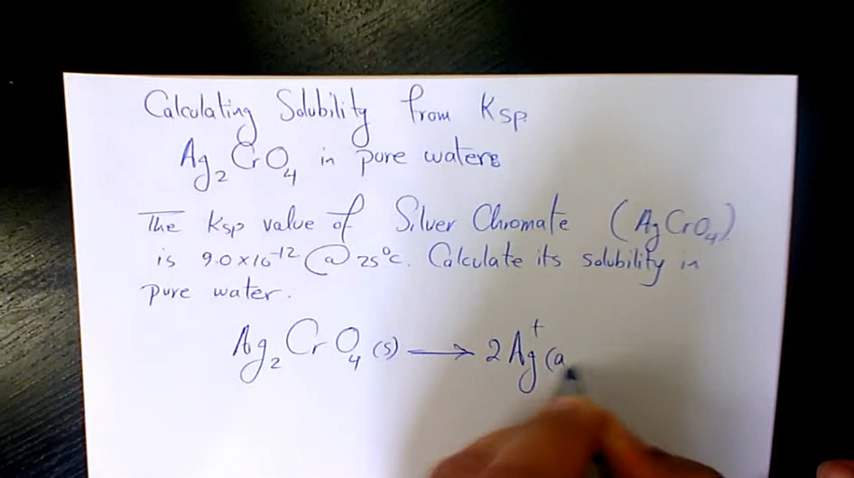 Calculating Solubility from Ksp
Ag₂CrO₄ in pure waters
The Ksp value of Silver Chromate (AgCrO₄)
is 9.0×10⁻¹² @ 25°C. Calculate its solubility in
pure water.
Ag₂CrO₄(s) → 2Ag⁺(a